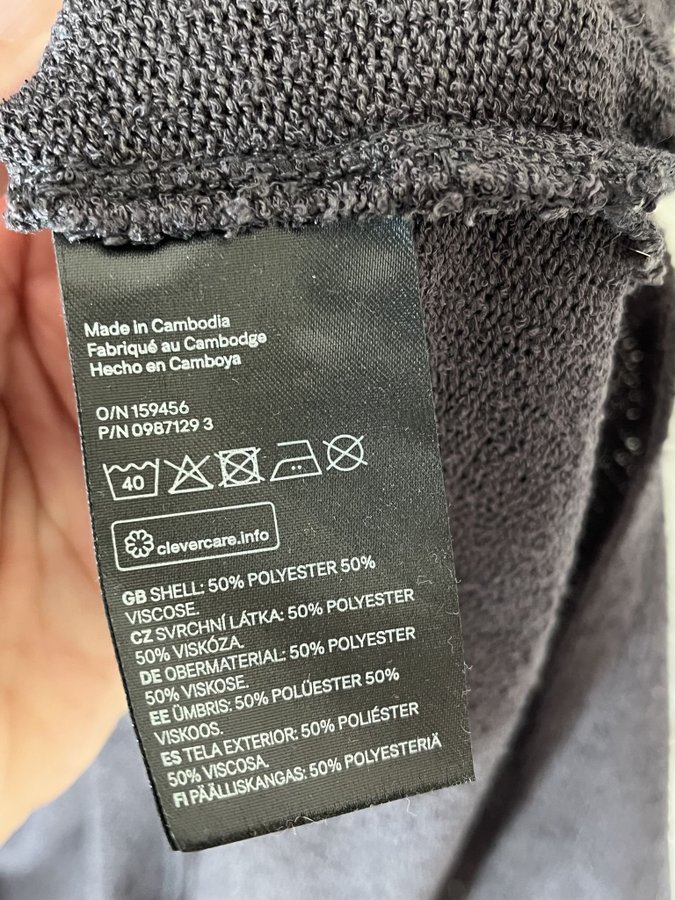 Made in Cambodia
Fabriqué au Cambodge
Hecho en Camboya
O/N 159456
P/N 0987129 3
40
clevercare.info
GB SHELL: 50% POLYESTER 50%
VISCOSE.
CZ SVRCHNÍ LÁTKA: 50% POLYESTER
50% VISKÓZA.
DE OBERMATERIAL: 50% POLYESTER
50% VISKOSE.
EE ÜMBRIS: 50% POLÜESTER 50%
VISKOOS.
ES TELA EXTERIOR: 50% POLIÉSTER
50% VISCOSA.
FI PÄÄLLISKANGAS: 50% POLYESTERIÄ